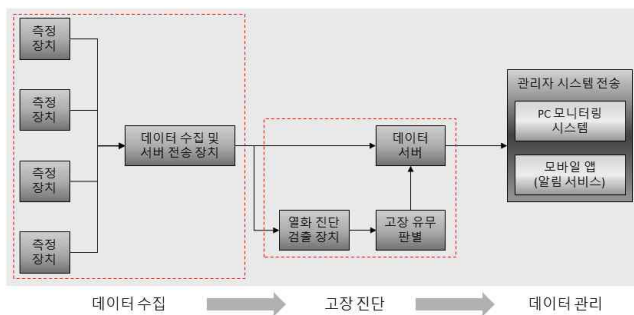 측정
장치
측정
장치
측정
장치
측정
장치
데이터 수집 및
서버 전송 장치
데이터
서버
열화 진단
검출 장치
고장 유무
판별
관리자 시스템 전송
PC 모니터링
시스템
모바일 앱
(알림 서비스)
데이터 수집
고장 진단
데이터 관리